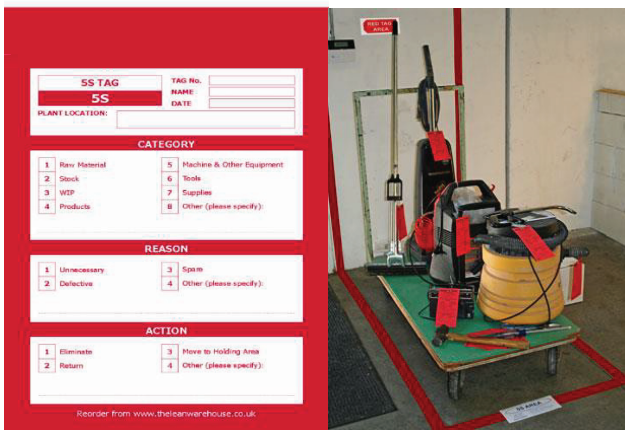 5S TAG
5S
TAG No.
NAME
DATE
PLANT LOCATION:
CATEGORY
1 Raw Material
2 Stock
3 WIP
4 Products
5 Machine & Other Equipment
6 Tools
7 Supplies
8 Other (please specify):
REASON
1 Unnecessary
2 Defective
3 Spare
4 Other (please specify):
ACTION
1 Eliminate
2 Return
3 Move to Holding Area
4 Other (please specify):
Reorder from www.theleanwarehouse.co.uk
RED TAG
AREA
5S AREA